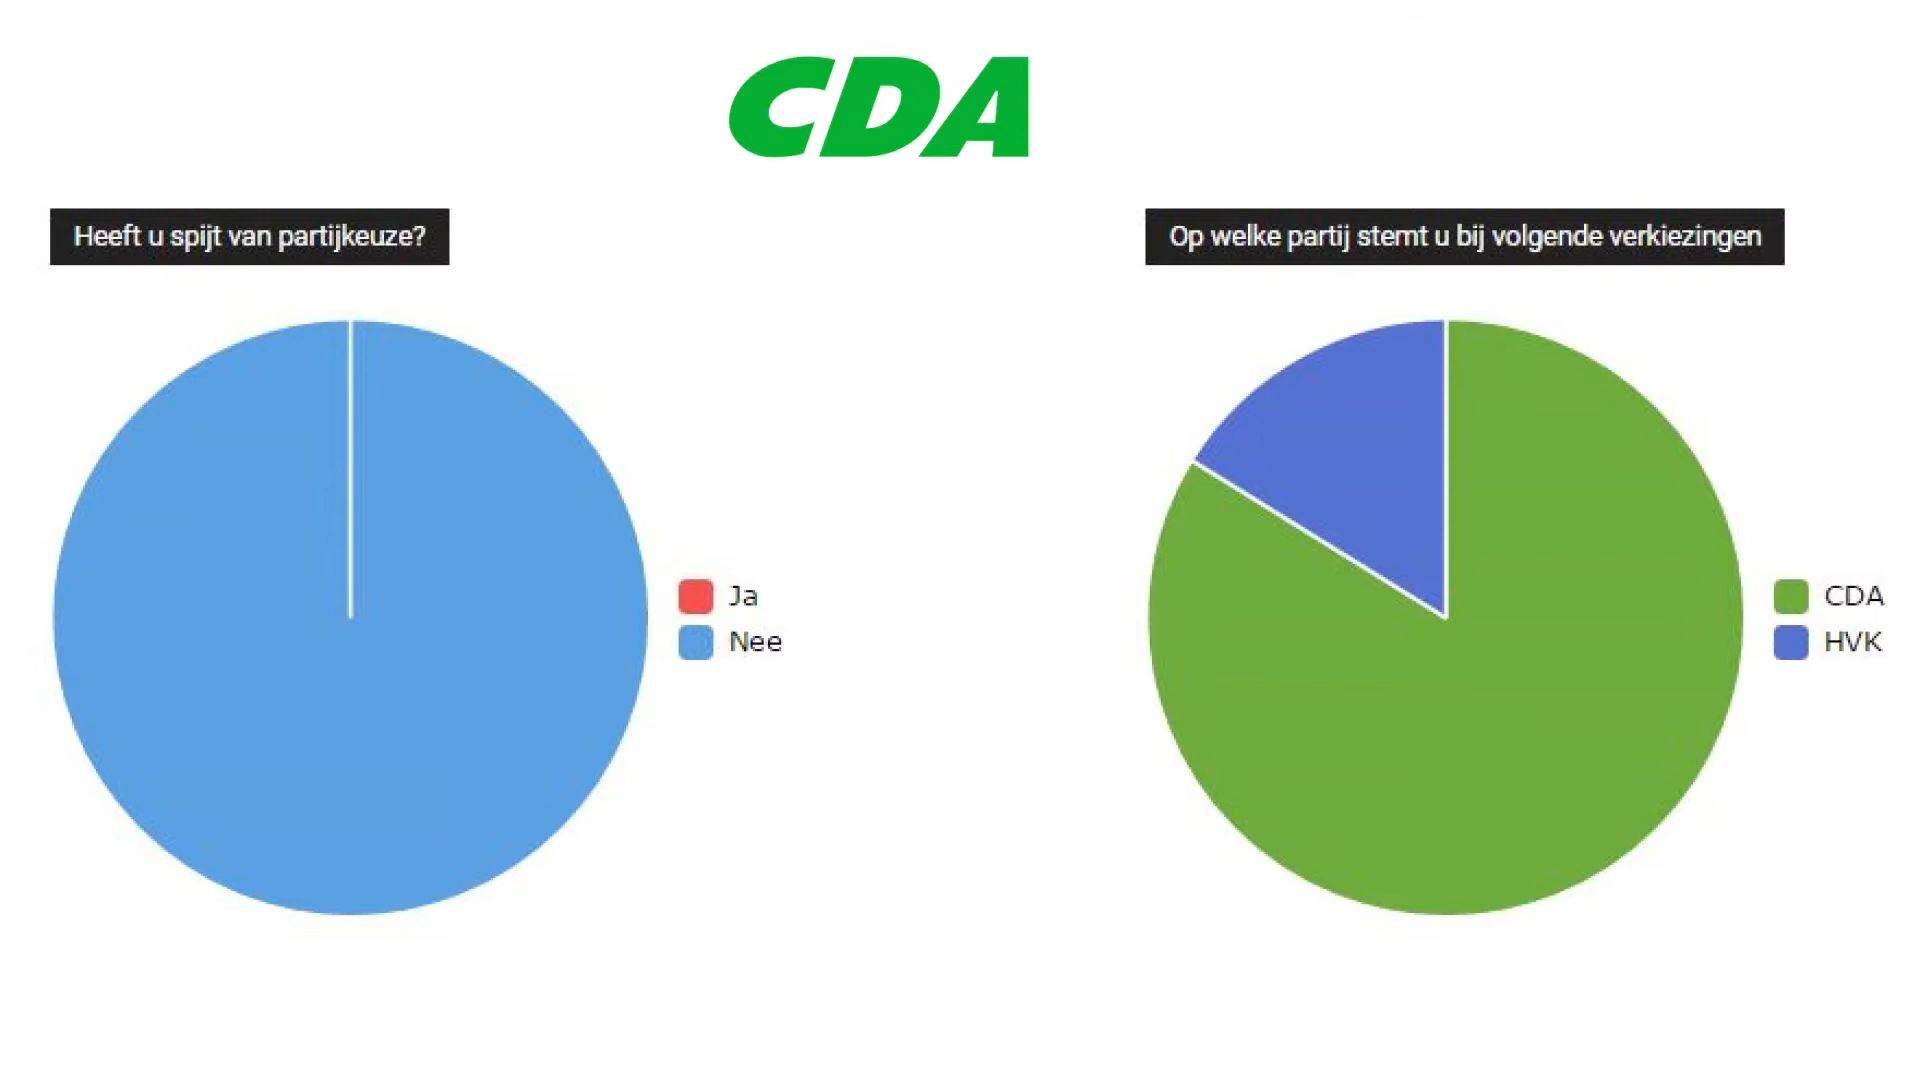 CDA
Heeft u spijt van partijkeuze?
Op welke partij stemt u bij volgende verkiezingen
Ja
Nee
CDA
HVK